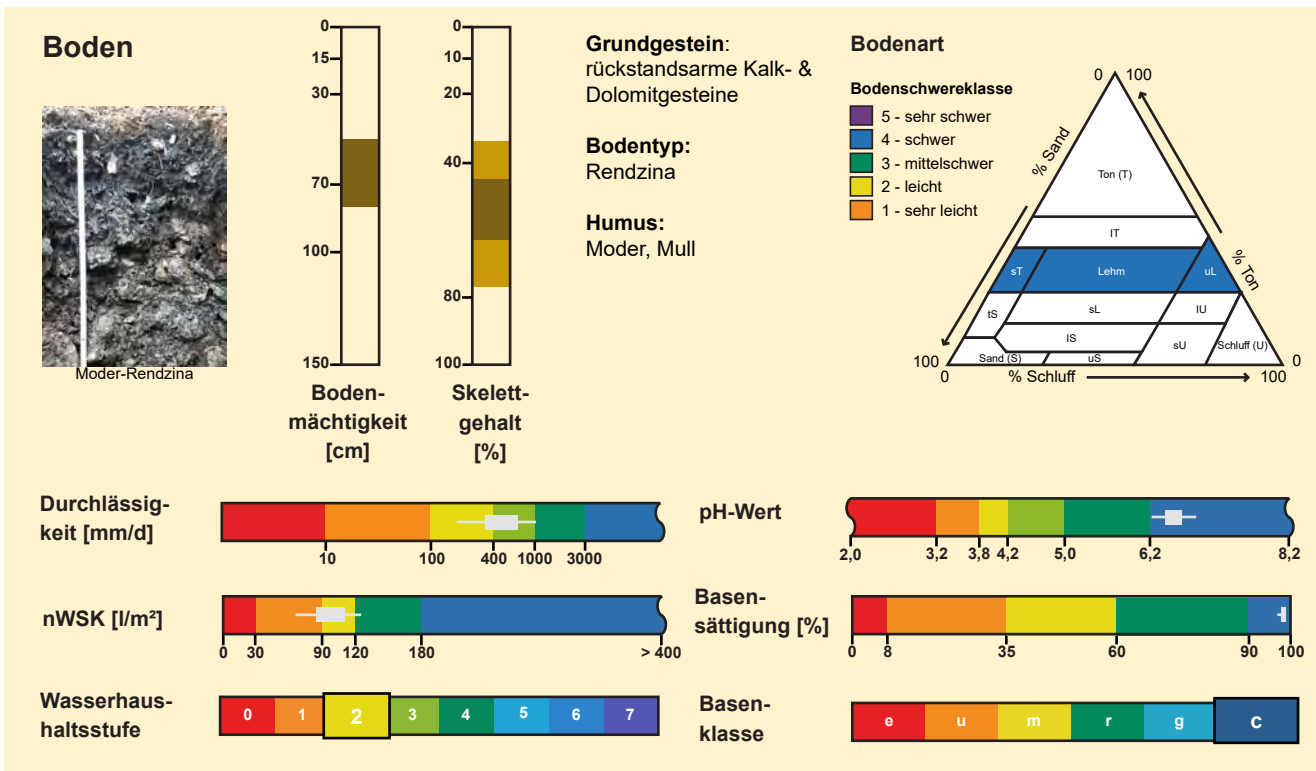 Boden
Moder-Rendzina
0
15
30
70
100
150
Boden-
mächtigkeit
[cm]
0
10
20
40
80
100
Skelett-
gehalt
[%]
Grundgestein:
rückstandsarme Kalk- &
Dolomitgesteine
Bodentyp:
Rendzina
Humus:
Moder, Mull
Bodenart
Bodenschwereklasse
5 - sehr schwer
4 - schwer
3 - mittelschwer
2 - leicht
1 - sehr leicht
0 100
% Sand
% Ton
Ton (T)
lT
sT Lehm uL
tS sL lU
lS
Sand (S) uS sU Schluff (U)
100 0
0 % Schluff 100
Durchlässig-
keit [mm/d]
10 100 400 1000 3000
pH-Wert
2,0 3,2 3,8 4,2 5,0 6,2 8,2
nWSK [l/m²]
0 30 90 120 180 > 400
Basen-
sättigung [%]
0 8 35 60 90 100
Wasserhaus-
haltsstufe
0 1 2 3 4 5 6 7
Basen-
klasse
e u m r g c